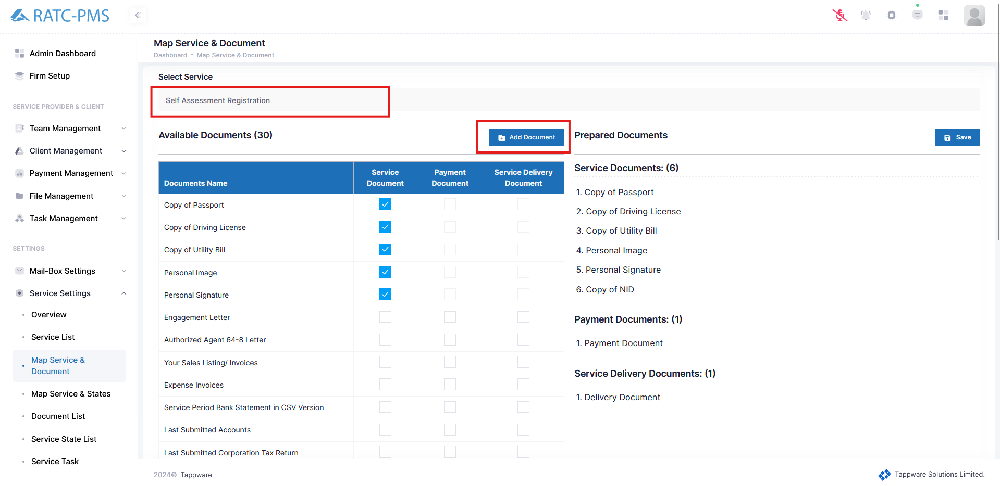 RATC-PMS
Admin Dashboard
Firm Setup
SERVICE PROVIDER & CLIENT
Team Management
Client Management
Payment Management
File Management
Task Management
SETTINGS
Mail-Box Settings
Service Settings
Overview
Service List
Map Service &
Document
Map Service & States
Document List
Service State List
Service Task
Map Service & Document
Dashboard - Map Service & Document
Select Service
Self Assessment Registration
Available Documents (30)
Add Document
Documents Name
Service
Document
Payment
Document
Service Delivery
Document
Copy of Passport
Copy of Driving License
Copy of Utility Bill
Personal Image
Personal Signature
Engagement Letter
Authorized Agent 64-8 Letter
Your Sales Listing/ Invoices
Expense Invoices
Service Period Bank Statement in CSV Version
Last Submitted Accounts
Last Submitted Corporation Tax Return
Prepared Documents
Save
Service Documents: (6)
1. Copy of Passport
2. Copy of Driving License
3. Copy of Utility Bill
4. Personal Image
5. Personal Signature
6. Copy of NID
Payment Documents: (1)
1. Payment Document
Service Delivery Documents: (1)
1. Delivery Document
2024© Tappware
Tappware Solutions Limited.